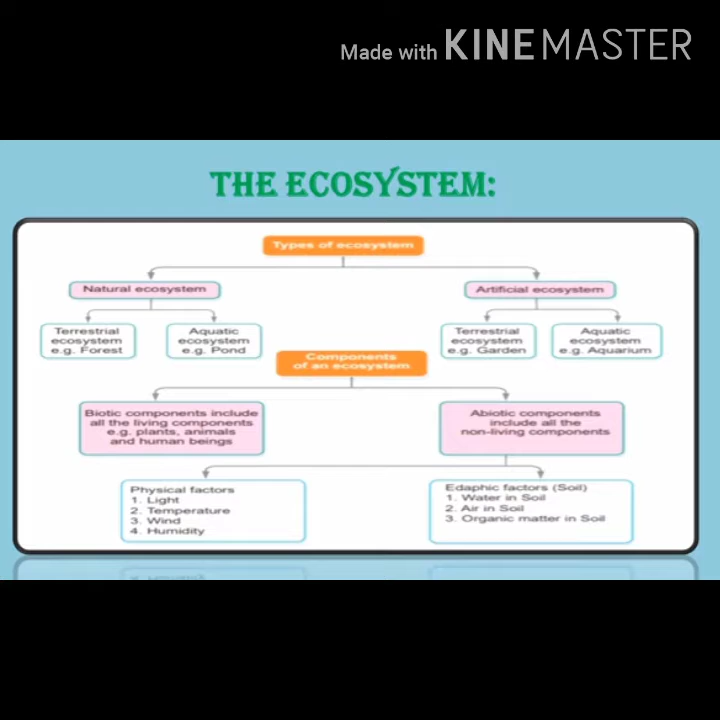 Made with KINEMASTER
THE ECOSYSTEM:
Types of ecosystem
Natural ecosystem
Artificial ecosystem
Terrestrial
ecosystem
e.g. Forest
Aquatic
ecosystem
e.g. Pond
Terrestrial
ecosystem
e.g. Garden
Aquatic
ecosystem
e.g. Aquarium
Components
of an ecosystem
Biotic components include
all the living components
e.g. plants, animals
and human beings
Abiotic components
include all the
non-living components
Physical factors
1. Light
2. Temperature
3. Wind
4. Humidity
Edaphic factors (Soil)
1. Water in Soil
2. Air in Soil
3. Organic matter in Soil